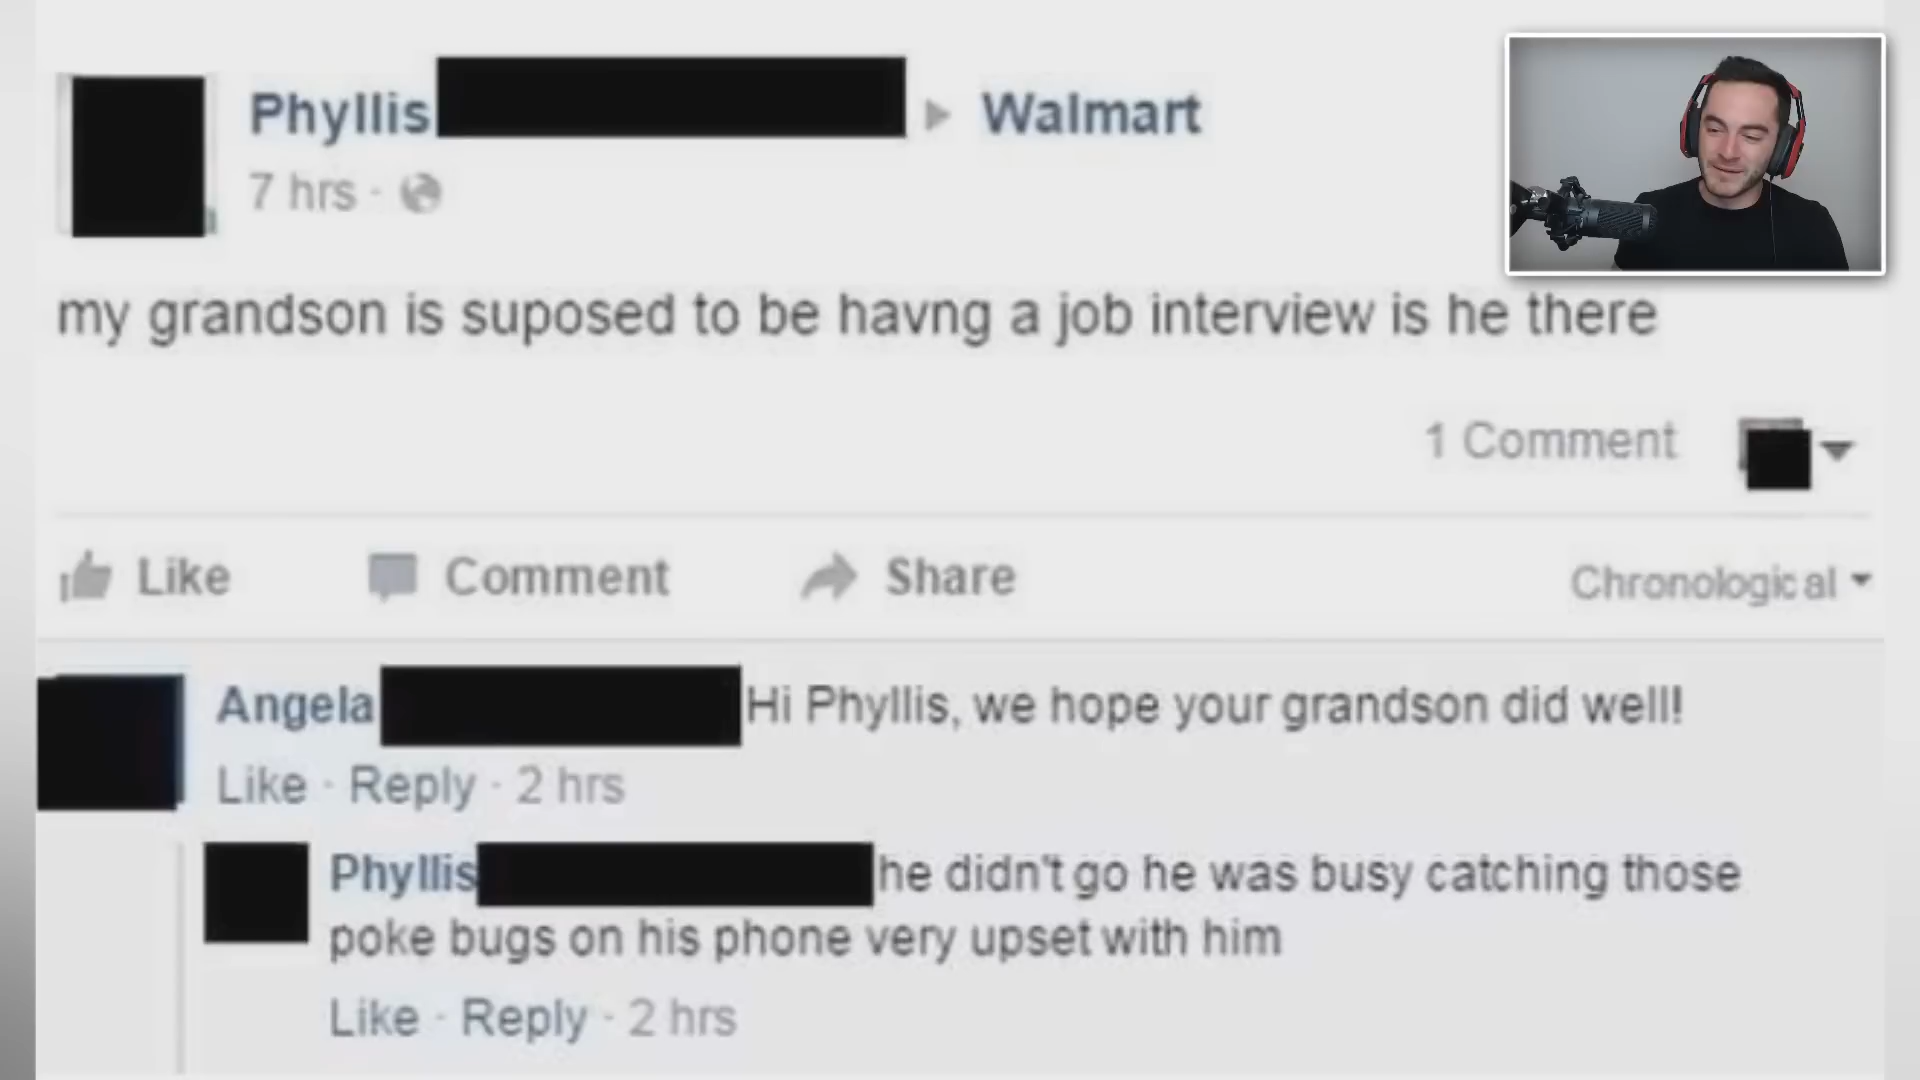 Phyllis Walmart
7 hrs ·
my grandson is suposed to be havng a job interview is he there
1 Comment
Like Comment Share Chronological
Angela Hi Phyllis, we hope your grandson did well!
Like · Reply · 2 hrs
Phyllis he didn't go he was busy catching those
poke bugs on his phone very upset with him
Like · Reply · 2 hrs